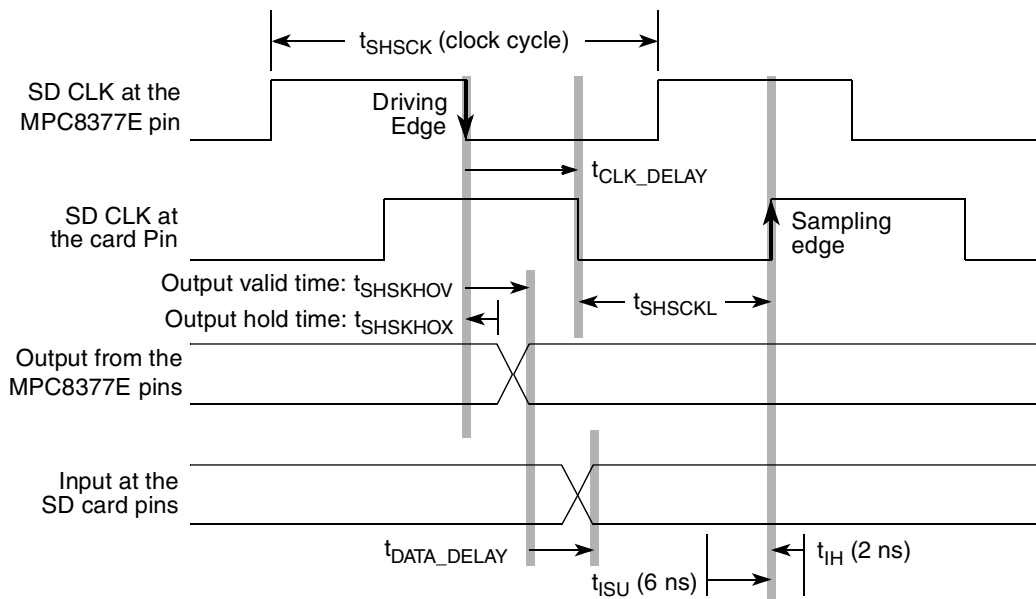 tSHSCK (clock cycle)
SD CLK at the
MPC8377E pin
Driving
Edge
tCLK_DELAY
SD CLK at
the card Pin
Sampling
edge
Output valid time: tSHSKHOV
tSHSCKL
Output hold time: tSHSKHOX
Output from the
MPC8377E pins
Input at the
SD card pins
tDATA_DELAY
tIH (2 ns)
tISU (6 ns)